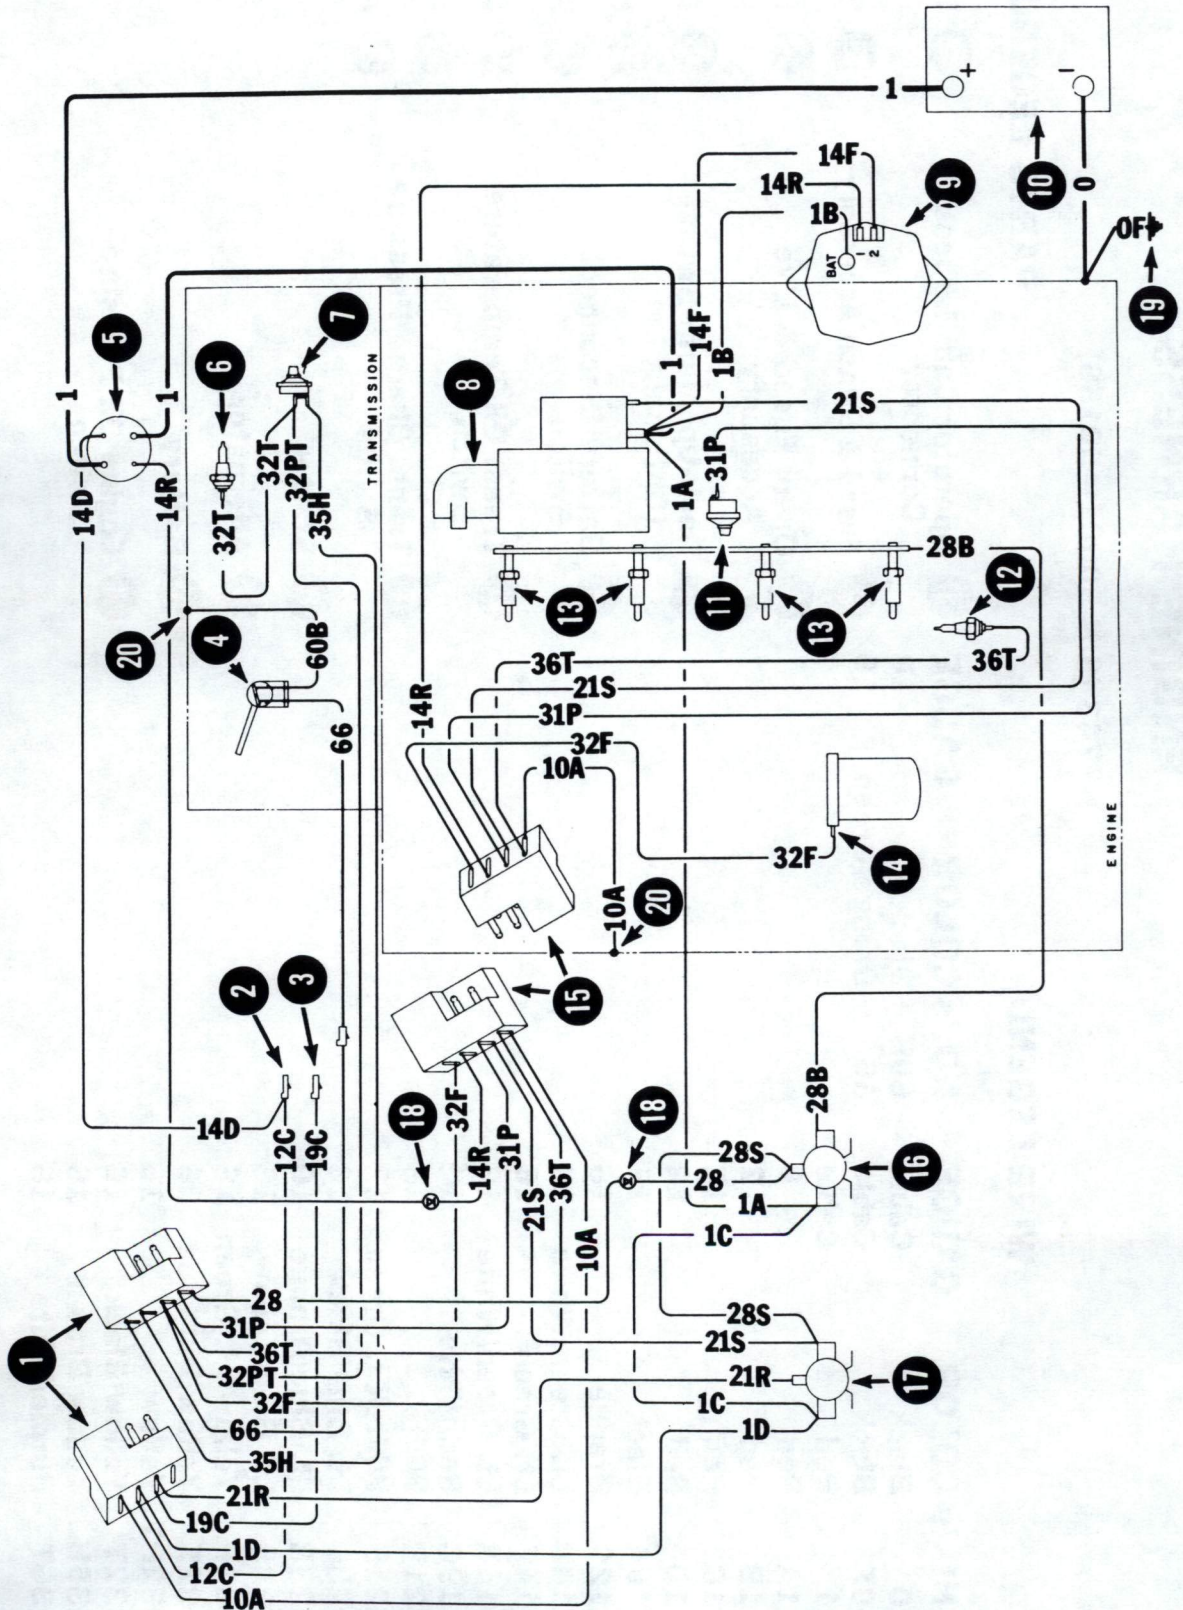 1
+
−
10
0
OF
19
14F
14R
1B
9
BAT
1
2
1
1
5
14D
14R
6
7
32T
32T
32PT
35H
TRANSMISSION
20
4
60B
66
8
1
14F
1B
21S
31P
1A
11
28B
13
13
12
36T
36T
21S
31P
32F
10A
14R
32F
14
ENGINE
10A
20
15
2
3
14D
12C
19C
18
32F
14R
31P
21S
36T
10A
18
28B
28S
28
1A
1C
16
1
28
31P
36T
32PT
32F
66
35H
21R
19C
1D
12C
10A
28S
21S
21R
1C
1D
17